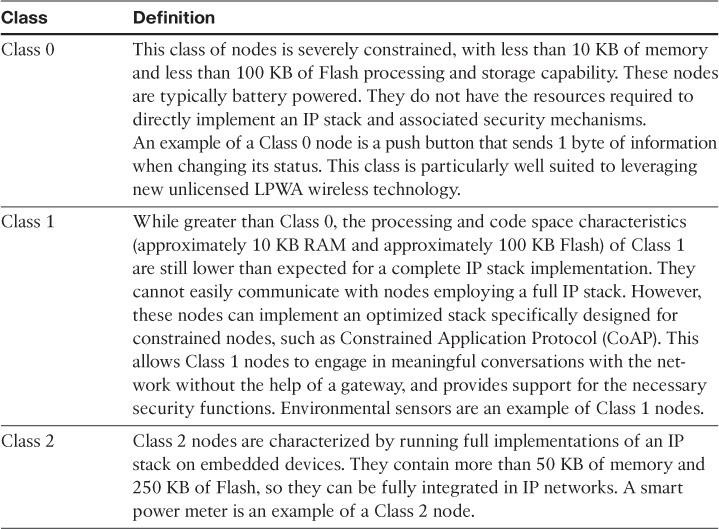 Class Definition
Class 0 This class of nodes is severely constrained, with less than 10 KB of memory
and less than 100 KB of Flash processing and storage capability. These nodes
are typically battery powered. They do not have the resources required to
directly implement an IP stack and associated security mechanisms.
An example of a Class 0 node is a push button that sends 1 byte of information
when changing its status. This class is particularly well suited to leveraging
new unlicensed LPWA wireless technology.
Class 1 While greater than Class 0, the processing and code space characteristics
(approximately 10 KB RAM and approximately 100 KB Flash) of Class 1
are still lower than expected for a complete IP stack implementation. They
cannot easily communicate with nodes employing a full IP stack. However,
these nodes can implement an optimized stack specifically designed for
constrained nodes, such as Constrained Application Protocol (CoAP). This
allows Class 1 nodes to engage in meaningful conversations with the net-
work without the help of a gateway, and provides support for the necessary
security functions. Environmental sensors are an example of Class 1 nodes.
Class 2 Class 2 nodes are characterized by running full implementations of an IP
stack on embedded devices. They contain more than 50 KB of memory and
250 KB of Flash, so they can be fully integrated in IP networks. A smart
power meter is an example of a Class 2 node.